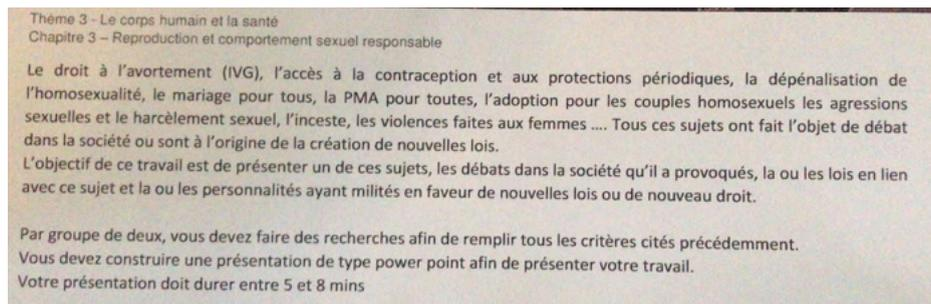 Thème 3 - Le corps humain et la santé
Chapitre 3 – Reproduction et comportement sexuel responsable
Le droit à l'avortement (IVG), l'accès à la contraception et aux protections périodiques, la dépénalisation de
l'homosexualité, le mariage pour tous, la PMA pour toutes, l'adoption pour les couples homosexuels les agressions
sexuelles et le harcèlement sexuel, l'inceste, les violences faites aux femmes .... Tous ces sujets ont fait l'objet de débat
dans la société ou sont à l'origine de la création de nouvelles lois.
L'objectif de ce travail est de présenter un de ces sujets, les débats dans la société qu'il a provoqués, la ou les lois en lien
avec ce sujet et la ou les personnalités ayant milités en faveur de nouvelles lois ou de nouveau droit.
Par groupe de deux, vous devez faire des recherches afin de remplir tous les critères cités précédemment.
Vous devez construire une présentation de type power point afin de présenter votre travail.
Votre présentation doit durer entre 5 et 8 mins